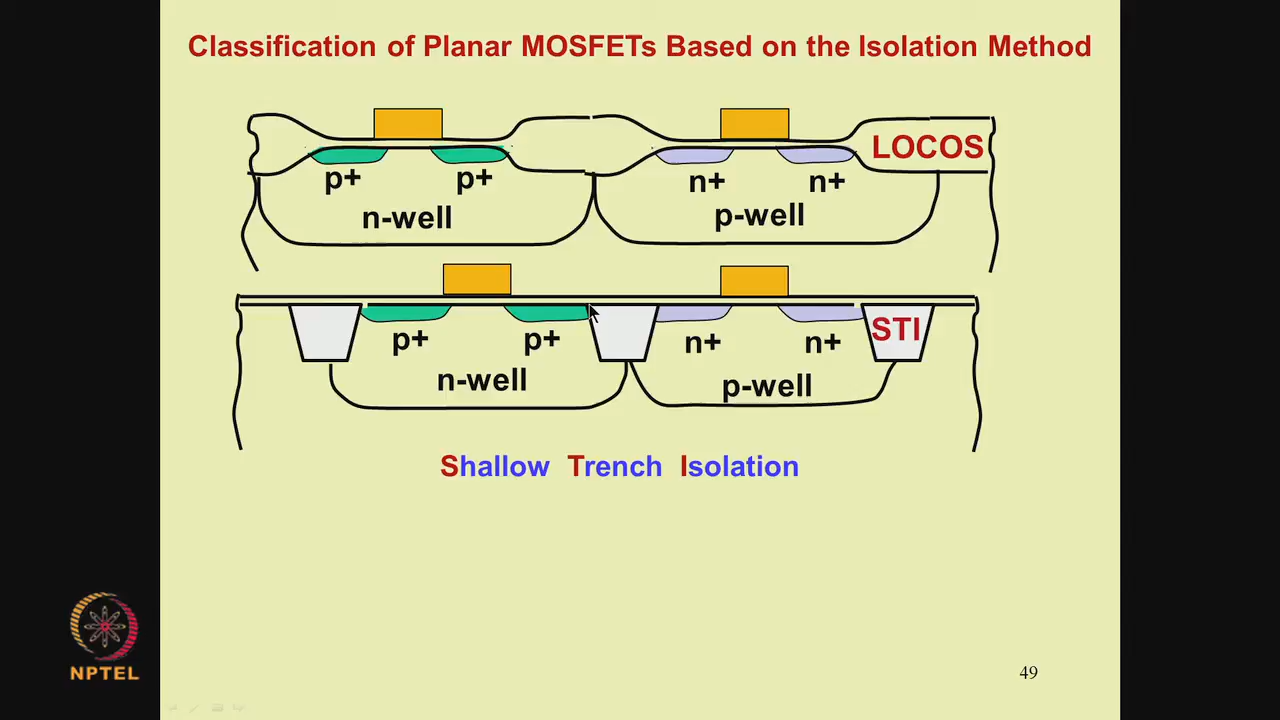 Classification of Planar MOSFETs Based on the Isolation Method
LOCOS
p+ p+ n+ n+
n-well p-well
STI
p+ p+ n+ n+
n-well p-well
Shallow Trench Isolation
NPTEL
49